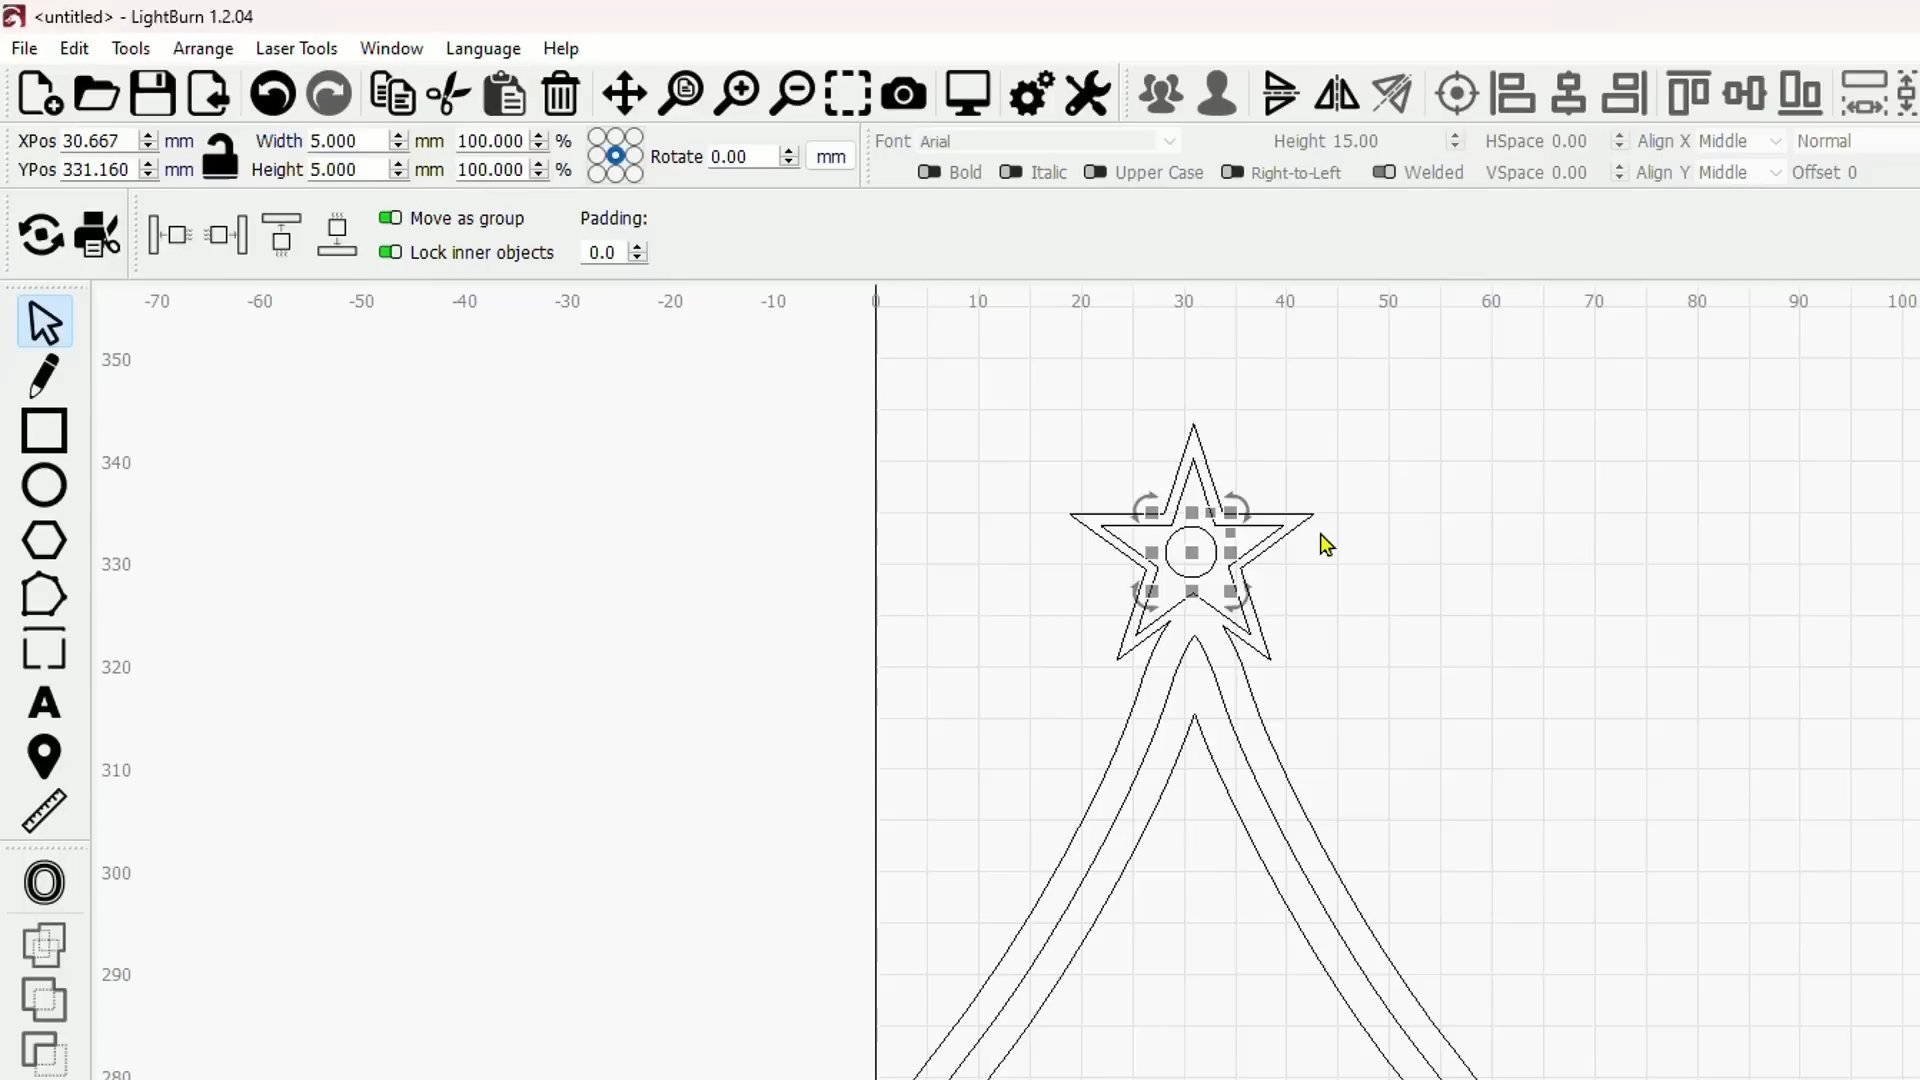 <untitled> - LightBurn 1.2.04
File Edit Tools Arrange Laser Tools Window Language Help
XPos 30.667 mm Width 5.000 mm 100.000 % Rotate 0.00 mm Font Arial Height 15.00 HSpace 0.00 Align X Middle Normal
YPos 331.160 mm Height 5.000 mm 100.000 % Bold Italic Upper Case Right-to-Left Welded VSpace 0.00 Align Y Middle Offset 0
Move as group Padding:
Lock inner objects 0.0
-70 -60 -50 -40 -30 -20 -10 0 10 20 30 40 50 60 70 80 90 100
350
340
330
320
310
300
290
280